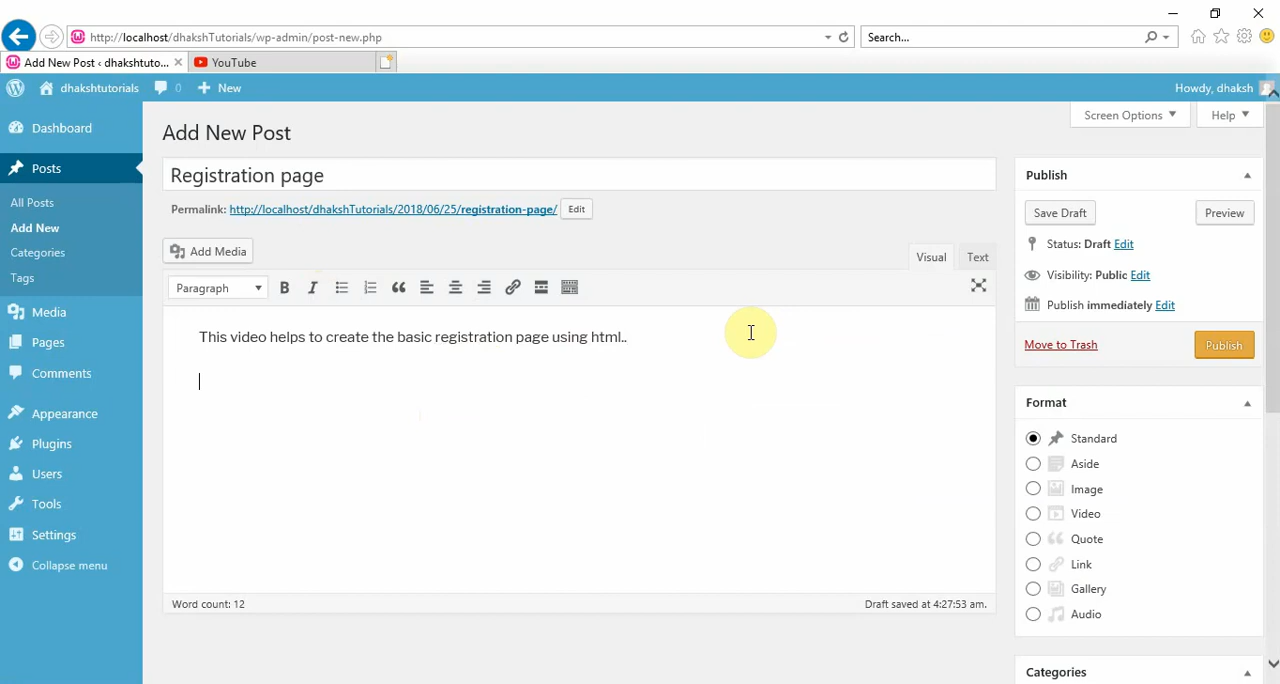 http://localhost/dhakshTutorials/wp-admin/post-new.php
Search...
Add New Post ‹ dhakshtuto...
YouTube
dhakshtutorials
0
New
Howdy, dhaksh
Screen Options
Help
Dashboard
Posts
All Posts
Add New
Categories
Tags
Media
Pages
Comments
Appearance
Plugins
Users
Tools
Settings
Collapse menu
Add New Post
Registration page
Permalink: http://localhost/dhakshTutorials/2018/06/25/registration-page/ Edit
Add Media
Visual
Text
Paragraph
This video helps to create the basic registration page using html..
Word count: 12
Draft saved at 4:27:53 am.
Publish
Save Draft
Preview
Status: Draft Edit
Visibility: Public Edit
Publish immediately Edit
Move to Trash
Publish
Format
Standard
Aside
Image
Video
Quote
Link
Gallery
Audio
Categories